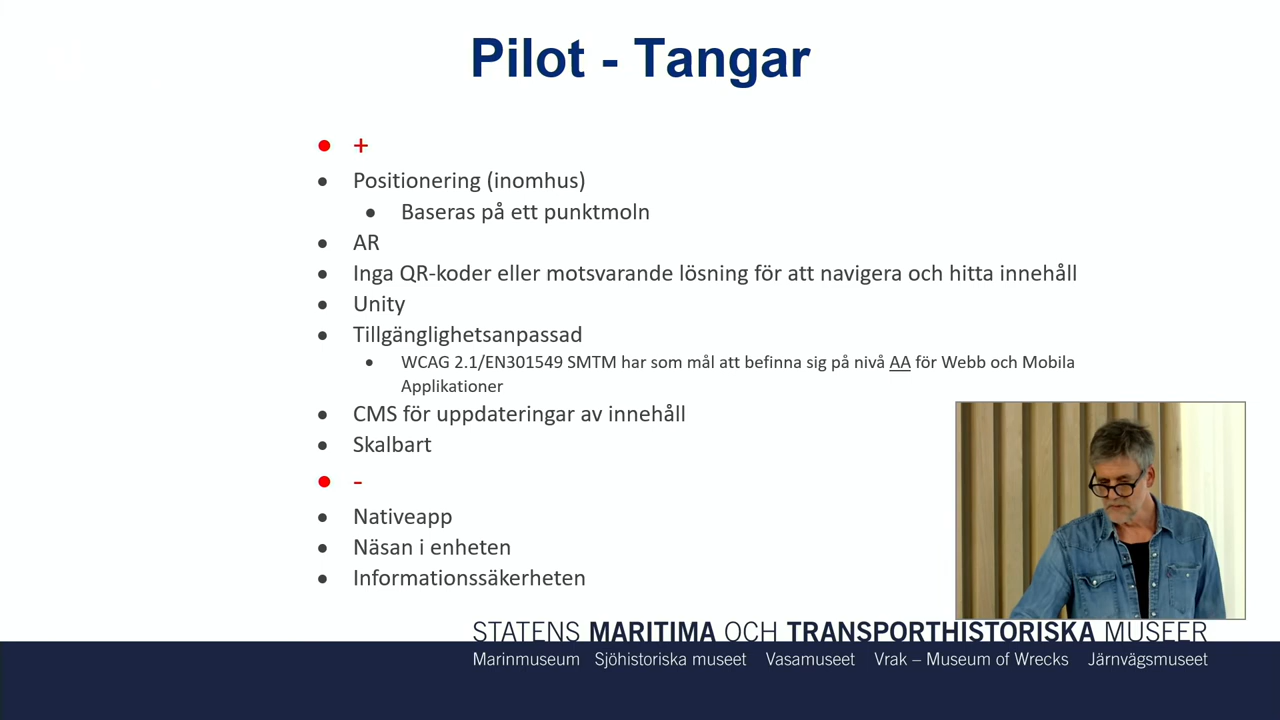 Pilot - Tangar
+
Positionering (inomhus)
Baseras på ett punktmoln
AR
Inga QR-koder eller motsvarande lösning för att navigera och hitta innehåll
Unity
Tillgänglighetsanpassad
WCAG 2.1/EN301549 SMTM har som mål att befinna sig på nivå AA för Webb och Mobila
Applikationer
CMS för uppdateringar av innehåll
Skalbart
-
Nativeapp
Näsan i enheten
Informationssäkerheten
STATENS MARITIMA OCH TRANSPORTHISTORISKA MUSEER
Marinmuseum Sjöhistoriska museet Vasamuseet Vrak – Museum of Wrecks Järnvägsmuseet